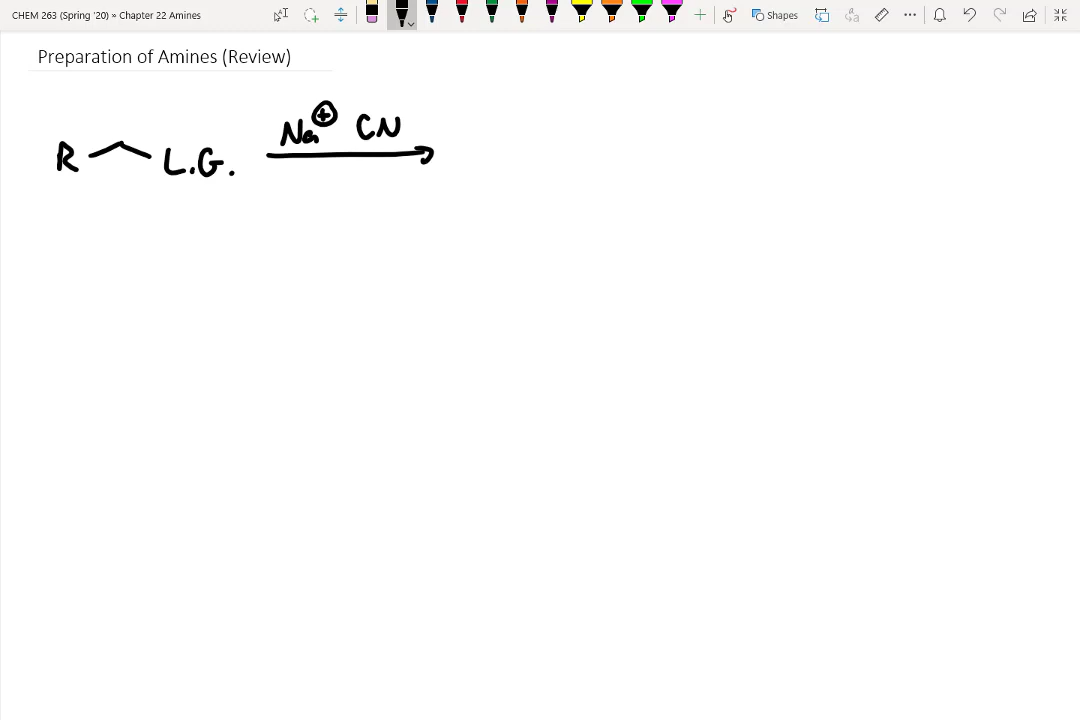 CHEM 263 (Spring '20) » Chapter 22 Amines
Shapes
Preparation of Amines (Review)
Na⊕ CN
R L.G.